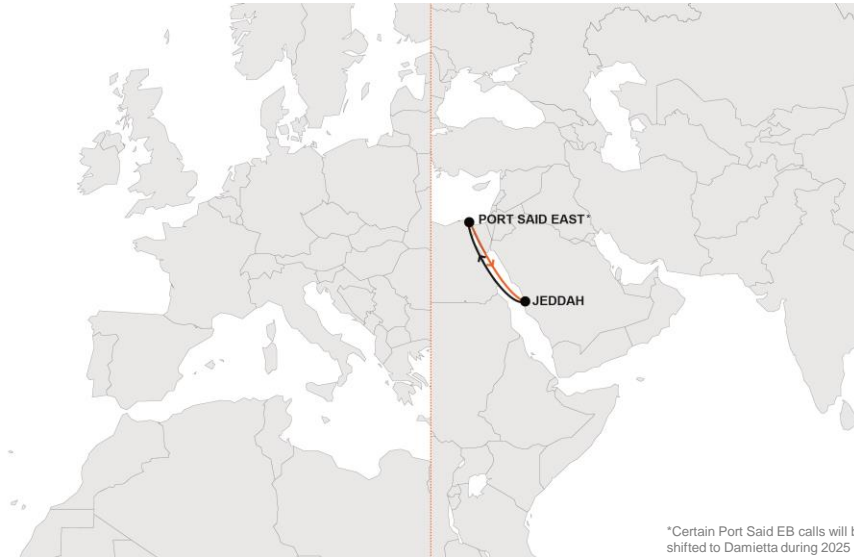 PORT SAID EAST*
JEDDAH
*Certain Port Said EB calls will b
shifted to Damietta during 2025